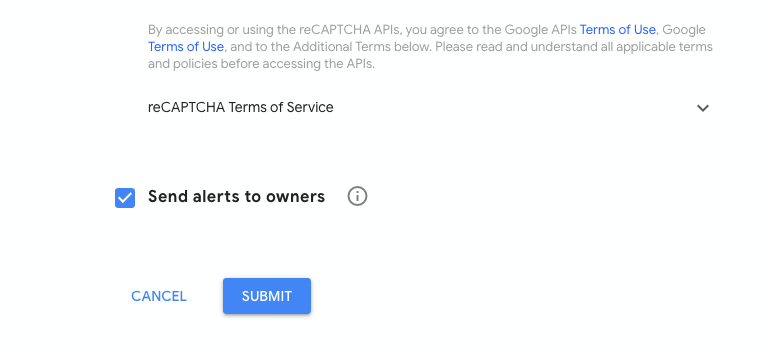 By accessing or using the reCAPTCHA APIs, you agree to the Google APIs Terms of Use, Google
Terms of Use, and to the Additional Terms below. Please read and understand all applicable terms
and policies before accessing the APIs.
reCAPTCHA Terms of Service
Send alerts to owners
CANCEL SUBMIT